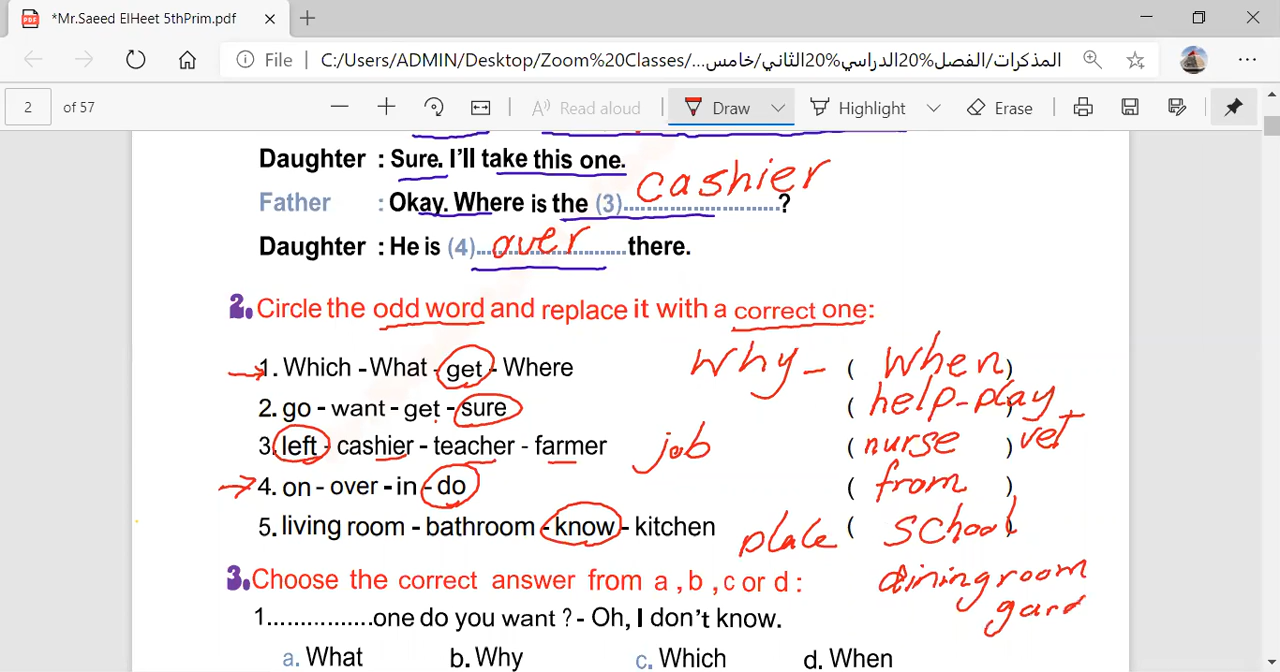 *Mr.Saeed ElHeet 5thPrim.pdf
File | C:/Users/ADMIN/Desktop/Zoom%20Classes/المذكرات/الفصل%20الدراسي%20الثاني/خامس...
2 of 57 Read aloud Draw Highlight Erase
Daughter : Sure. I'll take this one.
Father : Okay. Where is the (3) cashier ?
Daughter : He is (4) over there.
2. Circle the odd word and replace it with a correct one:
1. Which - What - get - Where Why - ( When )
2. go - want - get - sure ( help - play )
3. left - cashier - teacher - farmer job ( nurse ) vet
4. on - over - in - do ( from )
5. living room - bathroom - know - kitchen place ( school )
dining room
3. Choose the correct answer from a , b , c or d :
gard
1................one do you want ? - Oh, I don't know.
a. What b. Why c. Which d. When